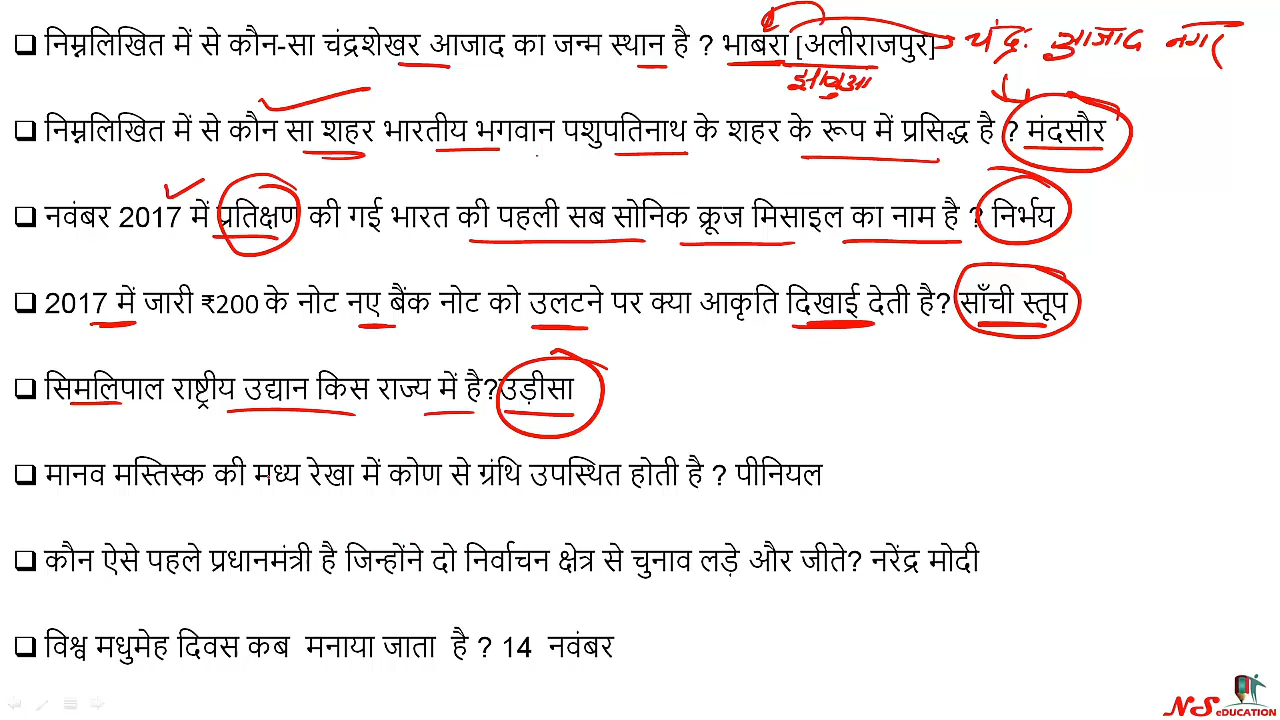 निम्नलिखित में से कौन-सा चंद्रशेखर आजाद का जन्म स्थान है ? भाबरा [अलीराजपुर] चंद्र. आजाद नगर
झाबुआ
निम्नलिखित में से कौन सा शहर भारतीय भगवान पशुपतिनाथ के शहर के रूप में प्रसिद्ध है ? मंदसौर
नवंबर 2017 में प्रतिक्षण की गई भारत की पहली सब सोनिक क्रूज मिसाइल का नाम है ? निर्भय
2017 में जारी ₹200 के नोट नए बैंक नोट को उलटने पर क्या आकृति दिखाई देती है? साँची स्तूप
सिमलिपाल राष्ट्रीय उद्यान किस राज्य में है?उड़ीसा
मानव मस्तिस्क की मध्य रेखा में कोण से ग्रंथि उपस्थित होती है ? पीनियल
कौन ऐसे पहले प्रधानमंत्री है जिन्होंने दो निर्वाचन क्षेत्र से चुनाव लड़े और जीते? नरेंद्र मोदी
विश्व मधुमेह दिवस कब मनाया जाता है ? 14 नवंबर
NS eDUCATION